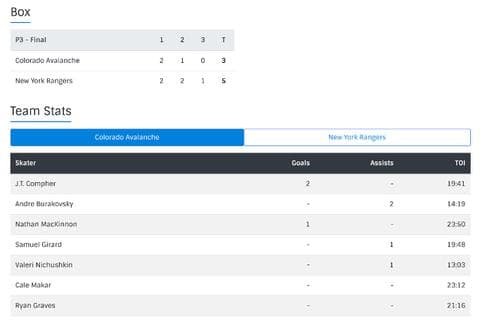 Box
P3 - Final 1 2 3 T
Colorado Avalanche 2 1 0 3
New York Rangers 2 2 1 5
Team Stats
Colorado Avalanche New York Rangers
Skater Goals Assists TOI
J.T. Compher 2 - 19:41
Andre Burakovsky - 2 14:19
Nathan MacKinnon 1 - 23:50
Samuel Girard - 1 19:48
Valeri Nichushkin - 1 13:03
Cale Makar - - 23:12
Ryan Graves - - 21:16